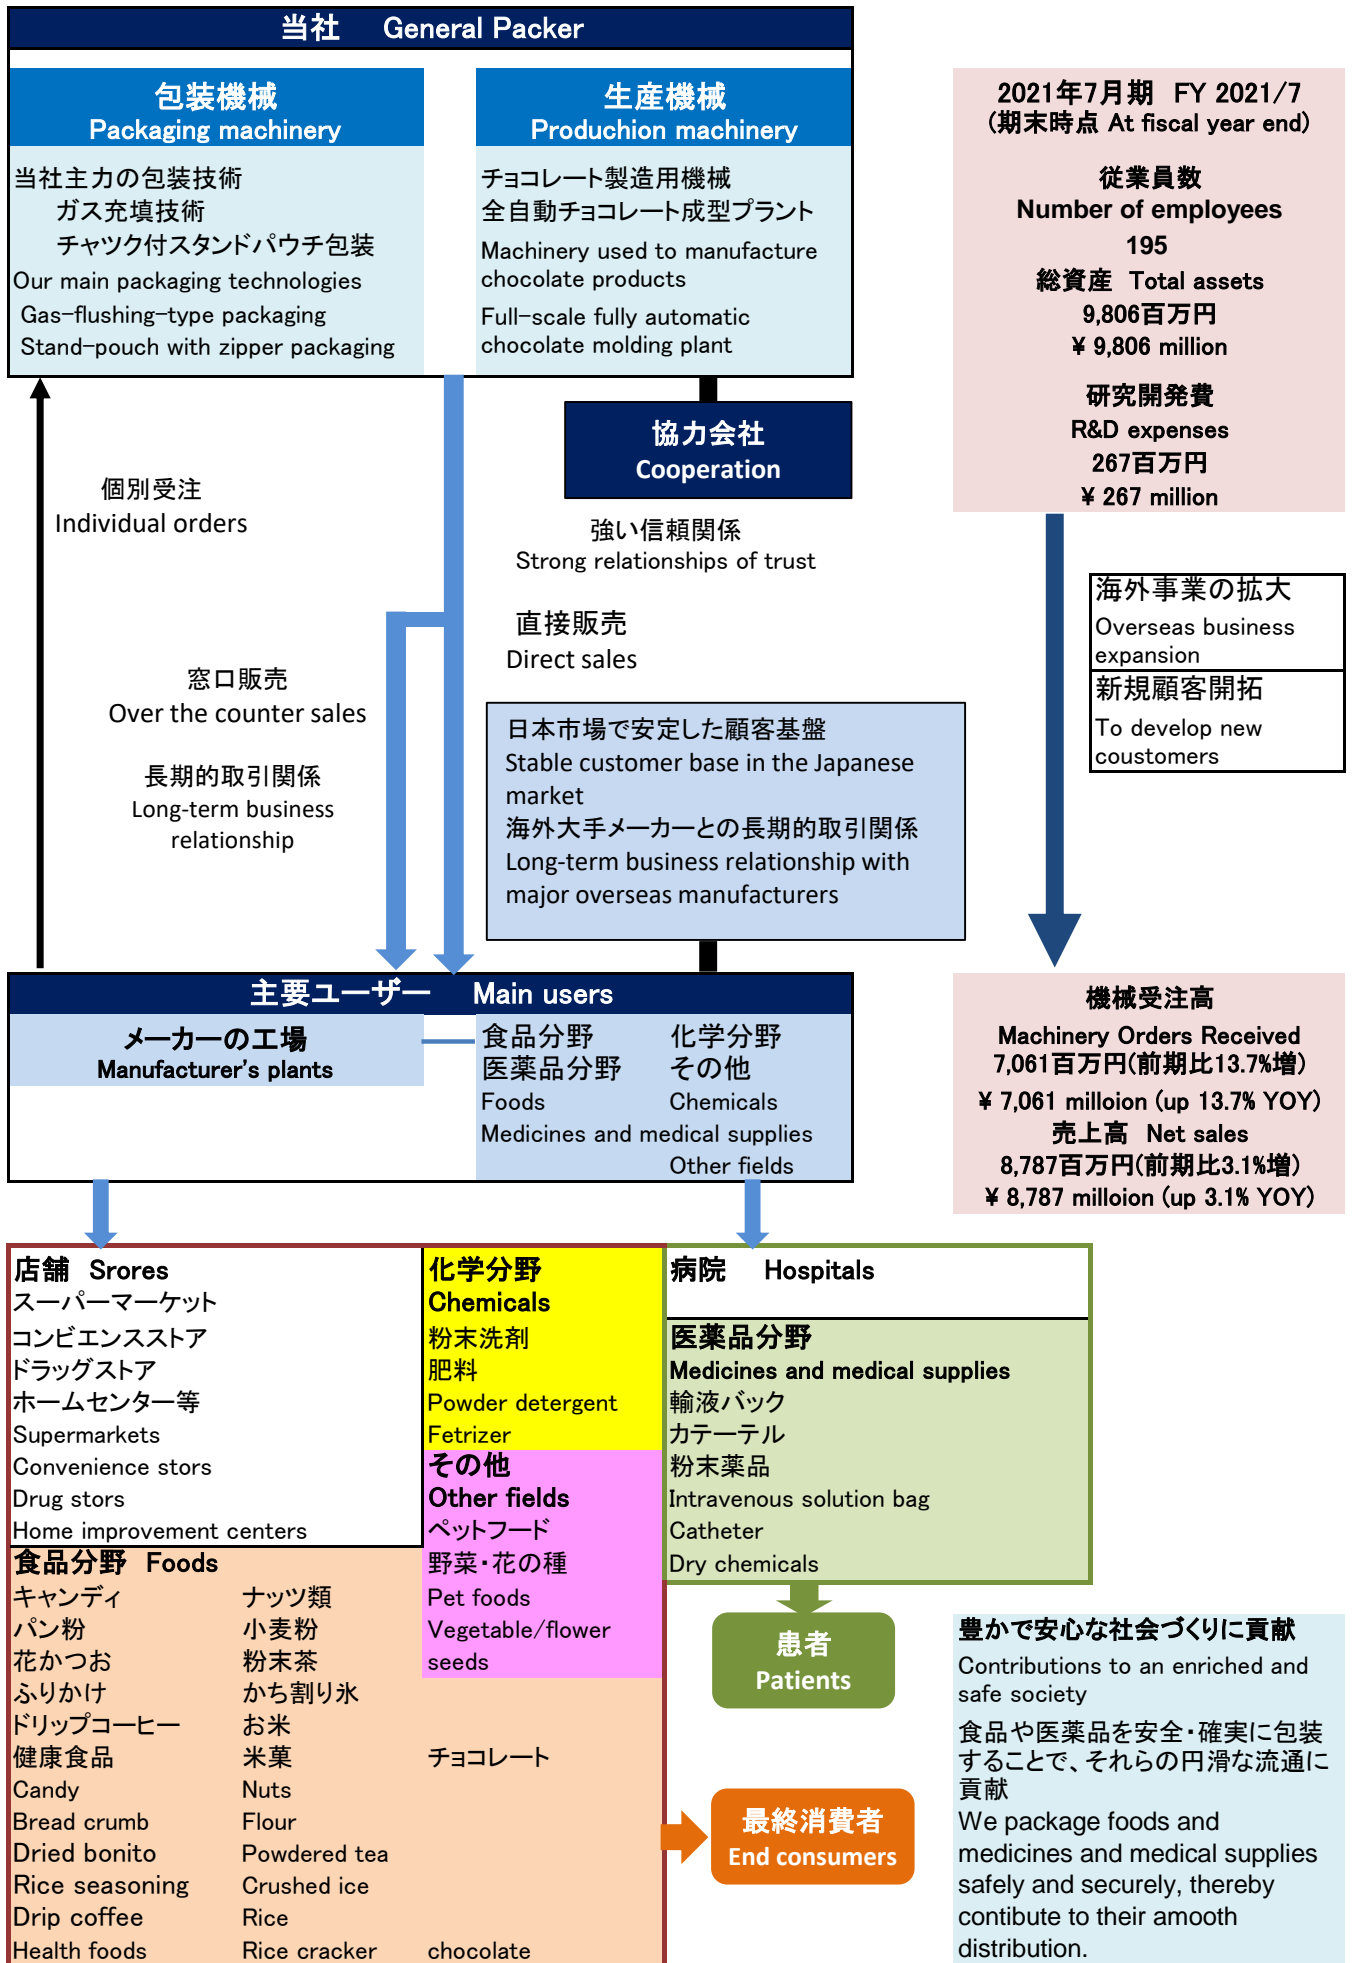 当社 General Packer
包装機械
Packaging machinery
当社主力の包装技術
ガス充填技術
チャツク付スタンドパウチ包装
Our main packaging technologies
Gas-flushing-type packaging
Stand-pouch with zipper packaging
生産機械
Produchion machinery
チョコレート製造用機械
全自動チョコレート成型プラント
Machinery used to manufacture
chocolate products
Full-scale fully automatic
chocolate molding plant
2021年7月期 FY 2021/7
(期末時点 At fiscal year end)
従業員数
Number of employees
195
総資産 Total assets
9,806百万円
¥ 9,806 million
研究開発費
R&D expenses
267百万円
¥ 267 million
協力会社
Cooperation
個別受注
Individual orders
強い信頼関係
Strong relationships of trust
直接販売
Direct sales
窓口販売
Over the counter sales
長期的取引関係
Long-term business
relationship
海外事業の拡大
Overseas business
expansion
新規顧客開拓
To develop new
coustomers
日本市場で安定した顧客基盤
Stable customer base in the Japanese
market
海外大手メーカーとの長期的取引関係
Long-term business relationship with
major overseas manufacturers
主要ユーザー Main users
メーカーの工場
Manufacturer's plants
食品分野 化学分野
医薬品分野 その他
Foods Chemicals
Medicines and medical supplies
Other fields
機械受注高
Machinery Orders Received
7,061百万円(前期比13.7%増)
¥ 7,061 milloion (up 13.7% YOY)
売上高 Net sales
8,787百万円(前期比3.1%増)
¥ 8,787 milloion (up 3.1% YOY)
店舗 Srores
スーパーマーケット
コンビエンスストア
ドラッグストア
ホームセンター等
Supermarkets
Convenience stors
Drug stors
Home improvement centers
化学分野
Chemicals
粉末洗剤
肥料
Powder detergent
Fetrizer
その他
Other fields
ペットフード
野菜・花の種
Pet foods
Vegetable/flower
seeds
病院 Hospitals
医薬品分野
Medicines and medical supplies
輸液バック
カテーテル
粉末薬品
Intravenous solution bag
Catheter
Dry chemicals
食品分野 Foods
キャンディ ナッツ類
パン粉 小麦粉
花かつお 粉末茶
ふりかけ かち割り氷
ドリップコーヒー お米
健康食品 米菓 チョコレート
Candy Nuts
Bread crumb Flour
Dried bonito Powdered tea
Rice seasoning Crushed ice
Drip coffee Rice
Health foods Rice cracker chocolate
患者
Patients
最終消費者
End consumers
豊かで安心な社会づくりに貢献
Contributions to an enriched and
safe society
食品や医薬品を安全・確実に包装
することで、それらの円滑な流通に
貢献
We package foods and
medicines and medical supplies
safely and securely, thereby
contibute to their amooth
distribution.